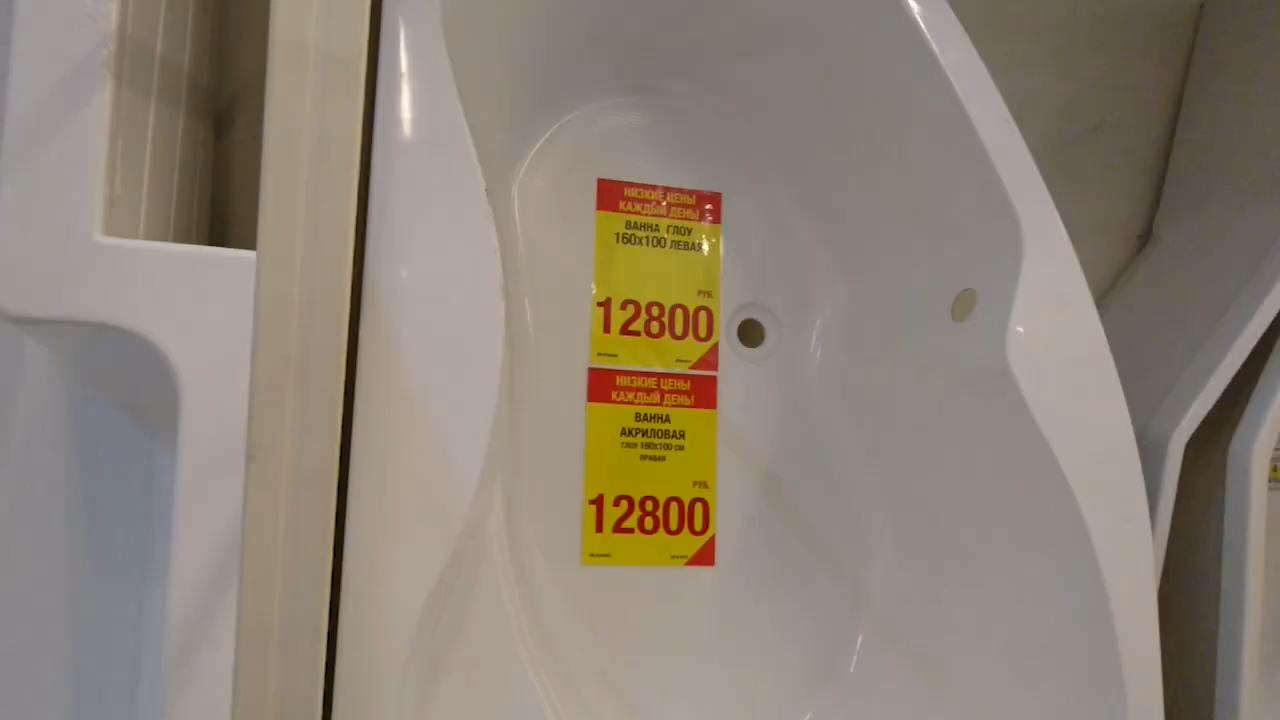 НИЗКИЕ ЦЕНЫ
КАЖДЫЙ ДЕНЬ!
ВАННА ГЛОУ
160х100 ЛЕВАЯ
РУБ.
12800
НИЗКИЕ ЦЕНЫ
КАЖДЫЙ ДЕНЬ!
ВАННА
АКРИЛОВАЯ
ГЛОУ 160х100 см
ПРАВАЯ
РУБ.
12800